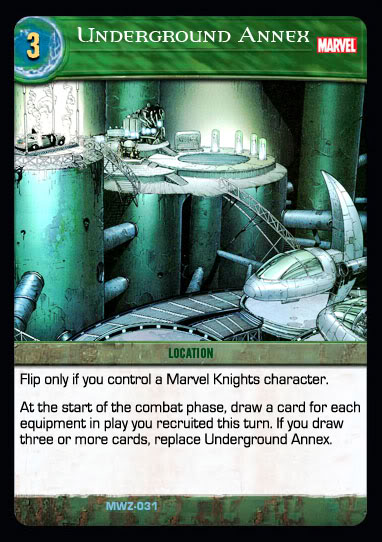 3
Underground Annex
MARVEL
LOCATION
Flip only if you control a Marvel Knights character.
At the start of the combat phase, draw a card for each
equipment in play you recruited this turn. If you draw
three or more cards, replace Underground Annex.
MWZ-031